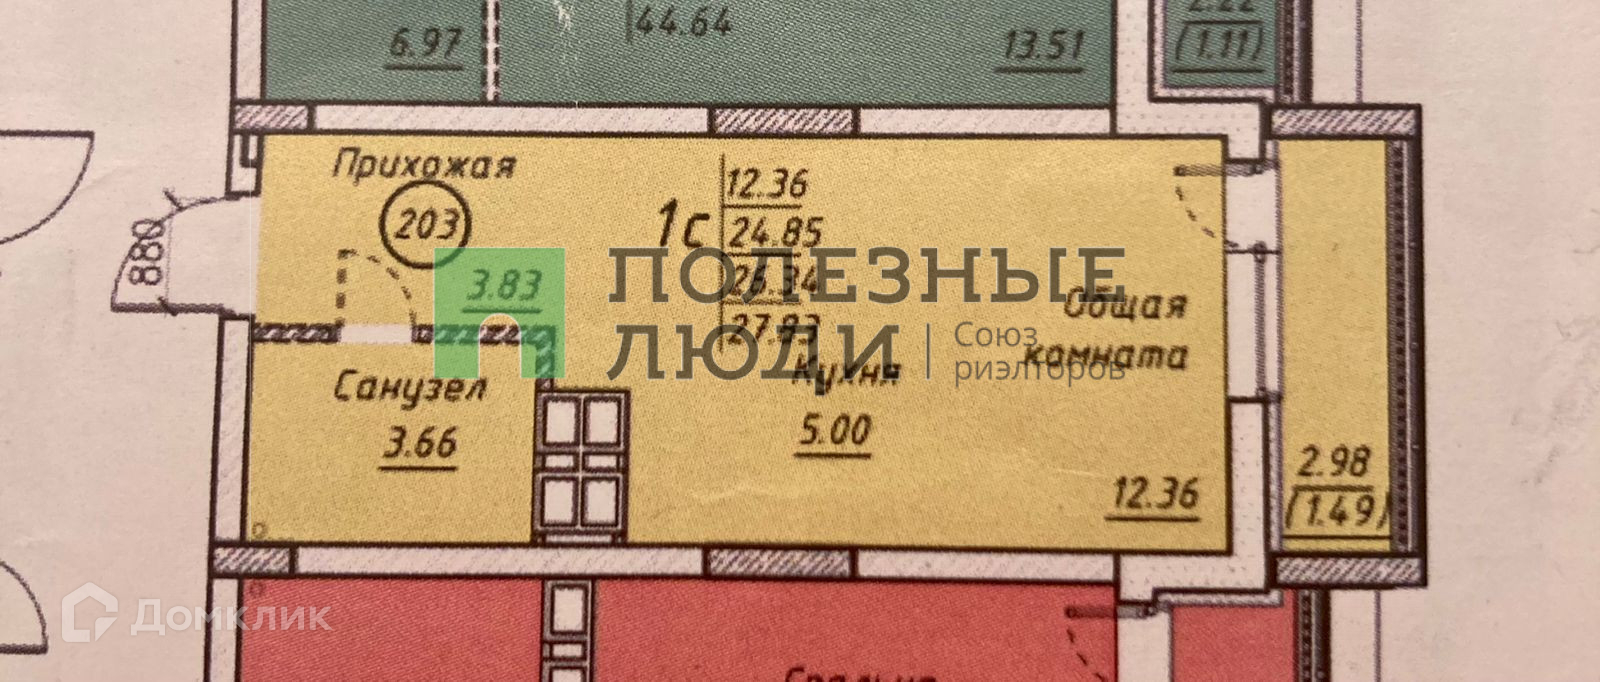 6.97
44.64
13.51
2.22
(1.11)
Прихожая
203
880
3.83
1с
12.36
24.85
26.34
27.83
ПОЛЕЗНЫЕ
ЛЮДИ
Союз
риэлторов
Общая
комната
12.36
Кухня
5.00
Санузел
3.66
2.98
(1.49)
Домклик
Спальня